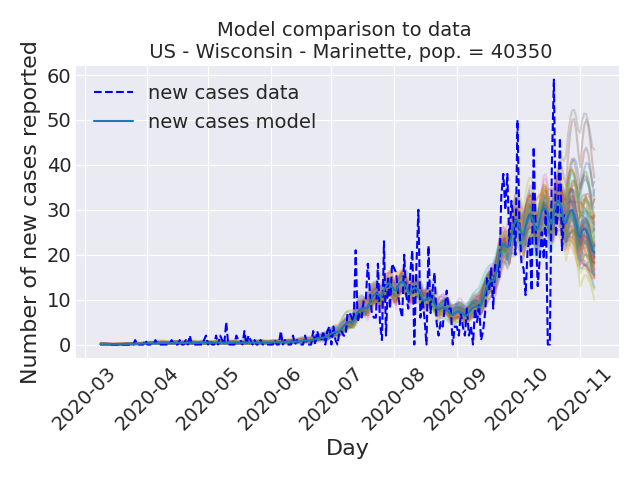 Model comparison to data
US - Wisconsin - Marinette, pop. = 40350
Number of new cases reported
60
50
40
30
20
10
0
new cases data
new cases model
2020-03
2020-04
2020-05
2020-06
2020-07
2020-08
2020-09
2020-10
2020-11
Day